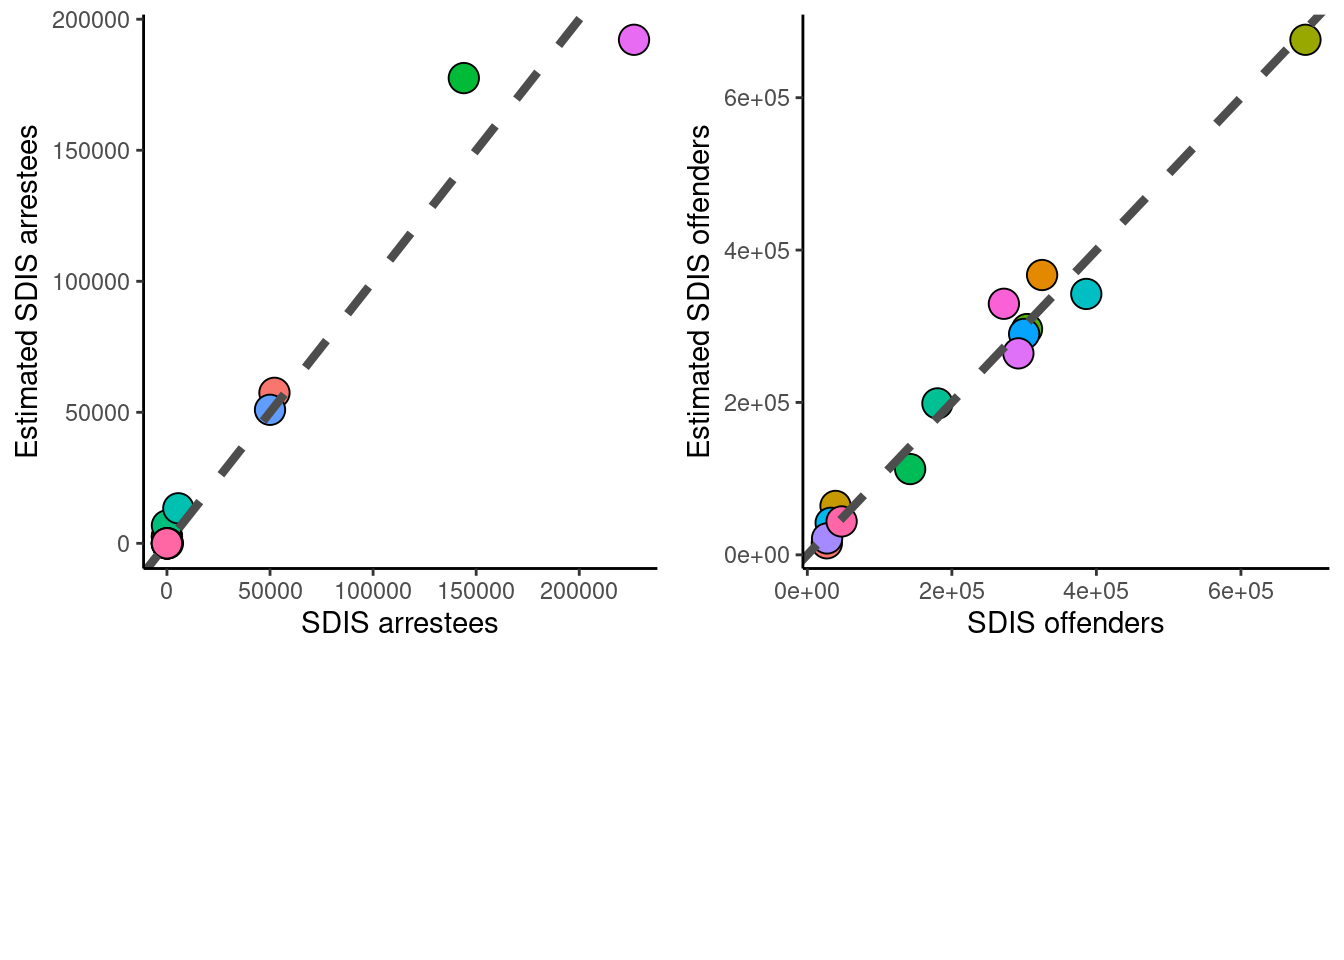 Estimated SDIS arrestees
200000
150000
100000
50000
0
0 50000 100000 150000 200000
SDIS arrestees
Estimated SDIS offenders
6e+05
4e+05
2e+05
0e+00
0e+00 2e+05 4e+05 6e+05
SDIS offenders